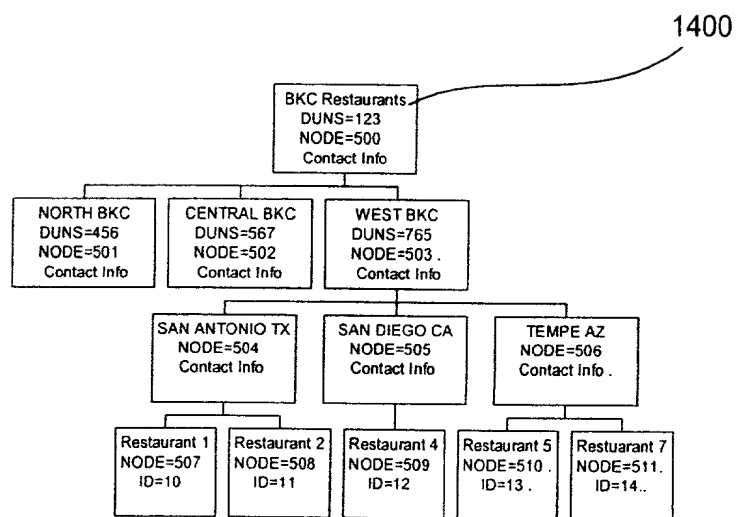 1400
BKC Restaurants
DUNS=123
NODE=500
Contact Info
NORTH BKC
DUNS=456
NODE=501
Contact Info
CENTRAL BKC
DUNS=567
NODE=502
Contact Info
WEST BKC
DUNS=765
NODE=503 .
Contact Info
SAN ANTONIO TX
NODE=504
Contact Info
SAN DIEGO CA
NODE=505
Contact Info
TEMPE AZ
NODE=506
Contact Info .
Restaurant 1
NODE=507
ID=10
Restaurant 2
NODE=508
ID=11
Restaurant 4
NODE=509
ID=12
Restaurant 5
NODE=510 .
ID=13 .
Restuarant 7
NODE=511.
ID=14..